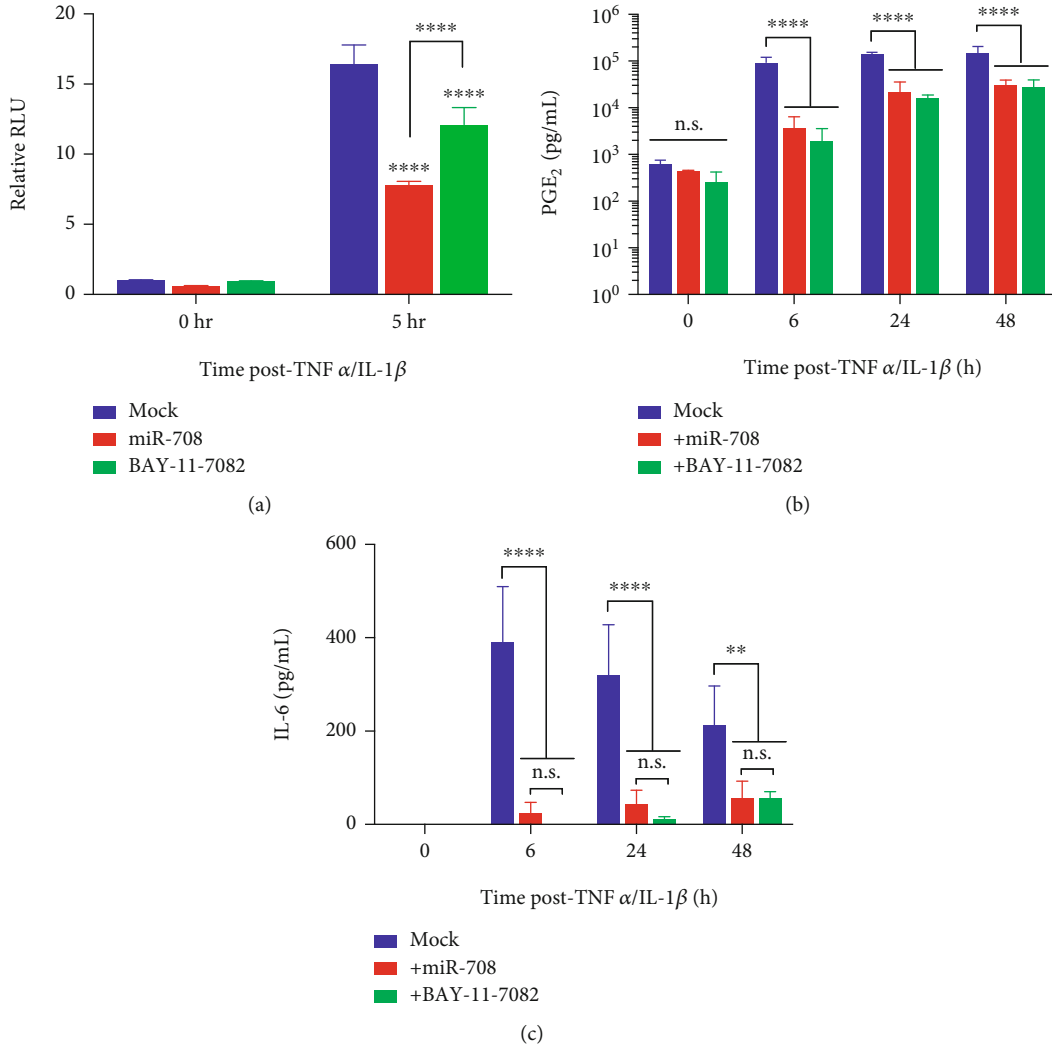 20
15
10
5
0
Relative RLU
****
****
****
0 hr
5 hr
Time post-TNF α/IL-1β
Mock
miR-708
BAY-11-7082
(a)
10⁶
10⁵
10⁴
10³
10²
10¹
10⁰
PGE₂ (pg/mL)
n.s.
****
****
****
0
6
24
48
Time post-TNF α/IL-1β (h)
Mock
+miR-708
+BAY-11-7082
(b)
600
400
200
0
IL-6 (pg/mL)
****
****
**
n.s.
n.s.
n.s.
0
6
24
48
Time post-TNF α/IL-1β (h)
Mock
+miR-708
+BAY-11-7082
(c)